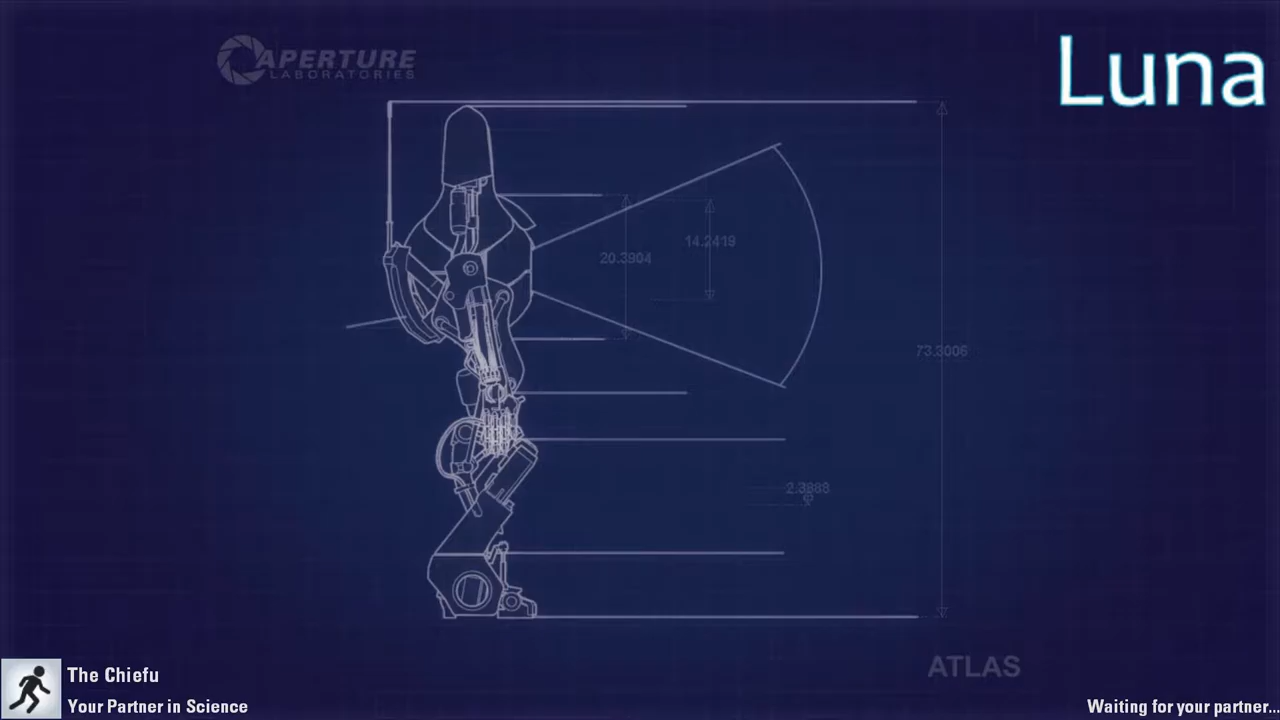 APERTURE
LABORATORIES
Luna
14.2419
20.3904
73.3006
2.3888
ATLAS
The Chiefu
Your Partner in Science
Waiting for your partner...